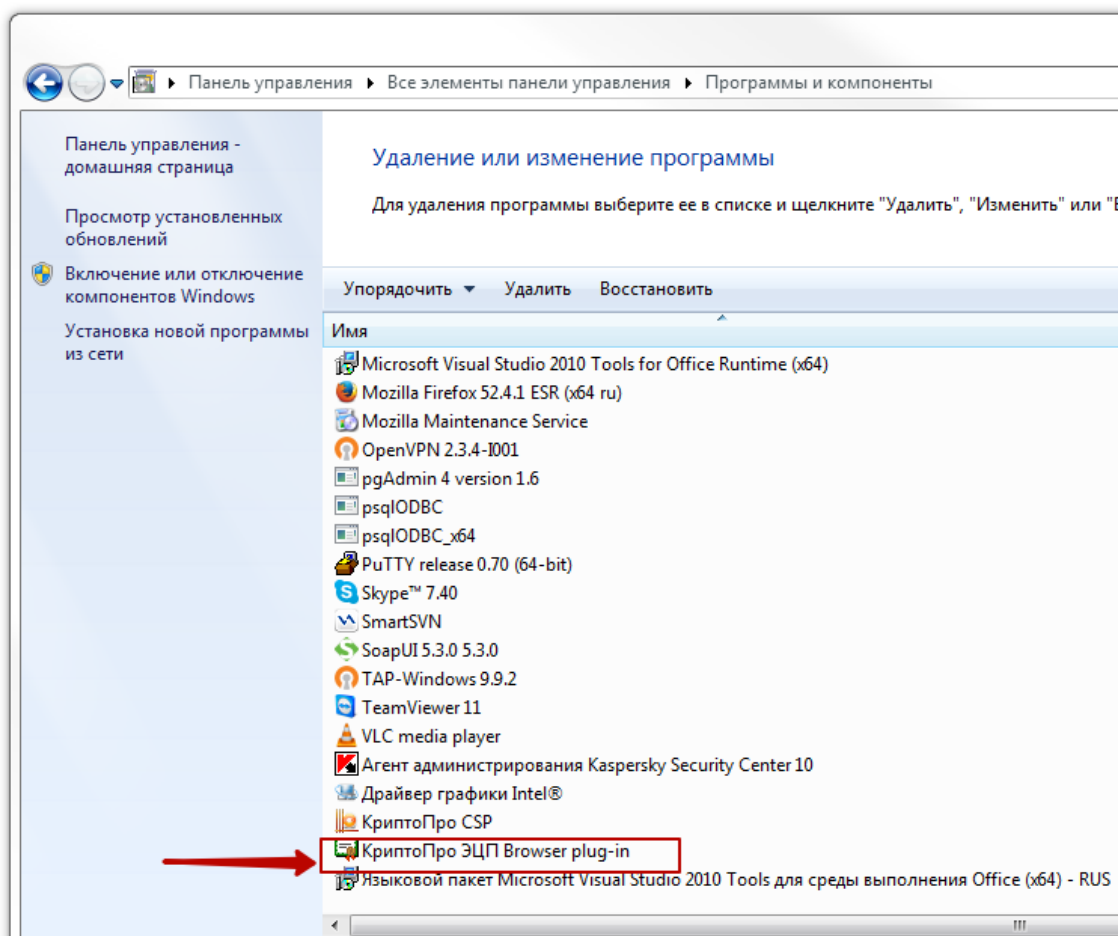 Панель управления
Все элементы панели управления
Программы и компоненты
Панель управления -
домашняя страница
Просмотр установленных
обновлений
Включение или отключение
компонентов Windows
Установка новой программы
из сети
Удаление или изменение программы
Для удаления программы выберите ее в списке и щелкните "Удалить", "Изменить" или "В
Упорядочить
Удалить
Восстановить
Имя
Microsoft Visual Studio 2010 Tools for Office Runtime (x64)
Mozilla Firefox 52.4.1 ESR (x64 ru)
Mozilla Maintenance Service
OpenVPN 2.3.4-I001
pgAdmin 4 version 1.6
psqlODBC
psqlODBC_x64
PuTTY release 0.70 (64-bit)
Skype™ 7.40
SmartSVN
SoapUI 5.3.0 5.3.0
TAP-Windows 9.9.2
TeamViewer 11
VLC media player
Агент администрирования Kaspersky Security Center 10
Драйвер графики Intel®
КриптоПро CSP
КриптоПро ЭЦП Browser plug-in
Языковой пакет Microsoft Visual Studio 2010 Tools для среды выполнения Office (x64) - RUS